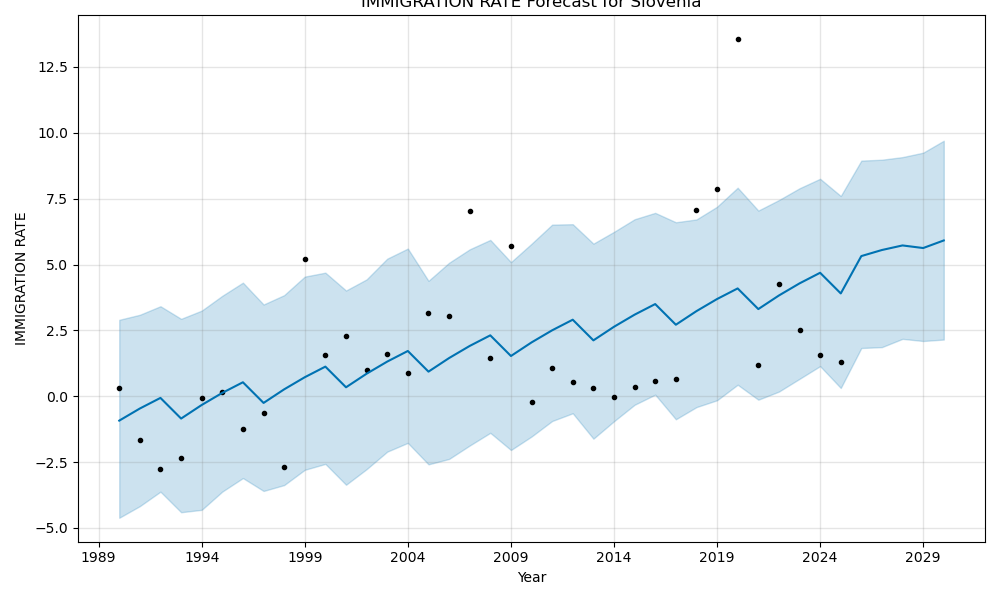 IMMIGRATION RATE Forecast for Slovenia
12.5
10.0
7.5
5.0
2.5
0.0
−2.5
−5.0
IMMIGRATION RATE
1989 1994 1999 2004 2009 2014 2019 2024 2029
Year